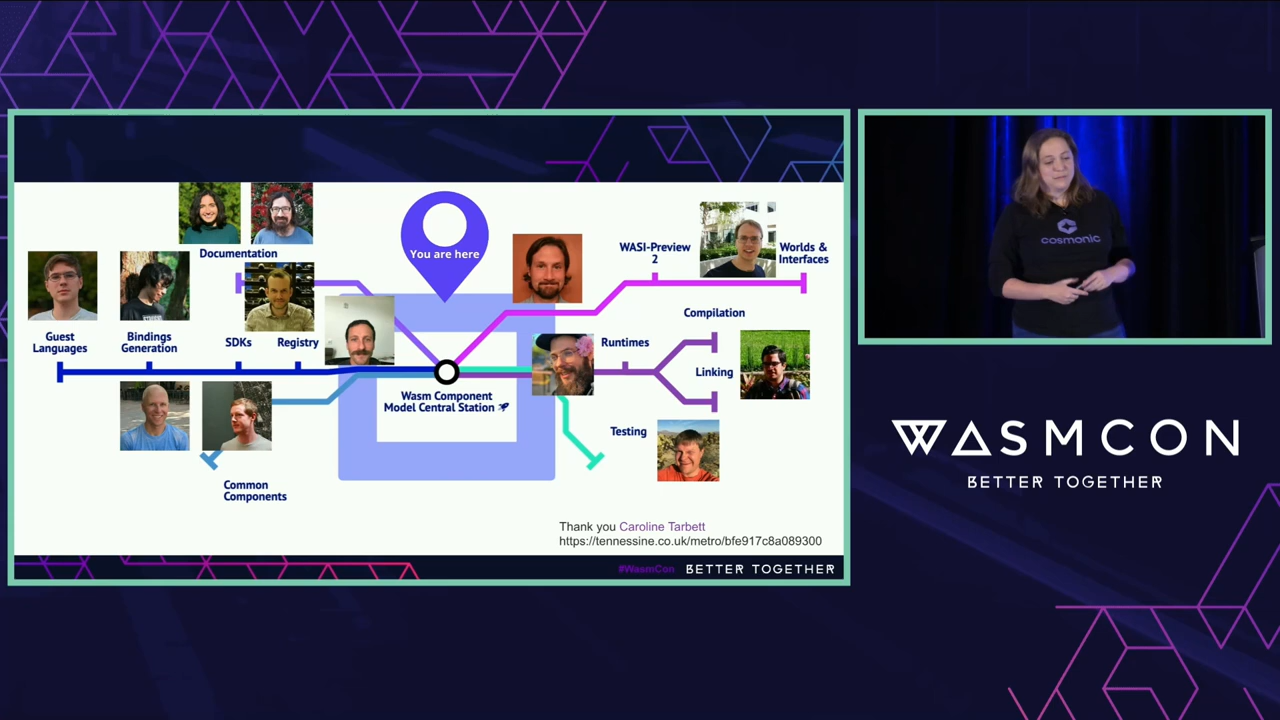 You are here
Documentation
WASI-Preview
2
Worlds &
Interfaces
Guest
Languages
Bindings
Generation
SDKs
Registry
Compilation
Runtimes
Linking
Wasm Component
Model Central Station
Testing
Common
Components
Thank you Caroline Tarbett
https://tennessine.co.uk/metro/bfe917c8a089300
#WasmCon BETTER TOGETHER
cosmonic
WASMCON
BETTER TOGETHER